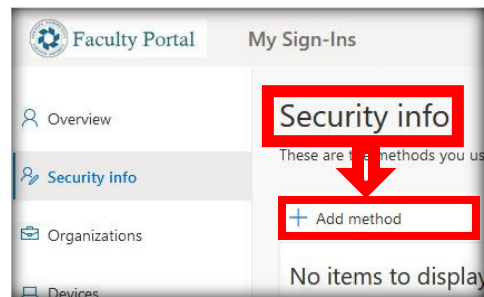 Faculty Portal
My Sign-Ins
Overview
Security info
Organizations
Devices
Security info
These are the methods you us
+ Add method
No items to display